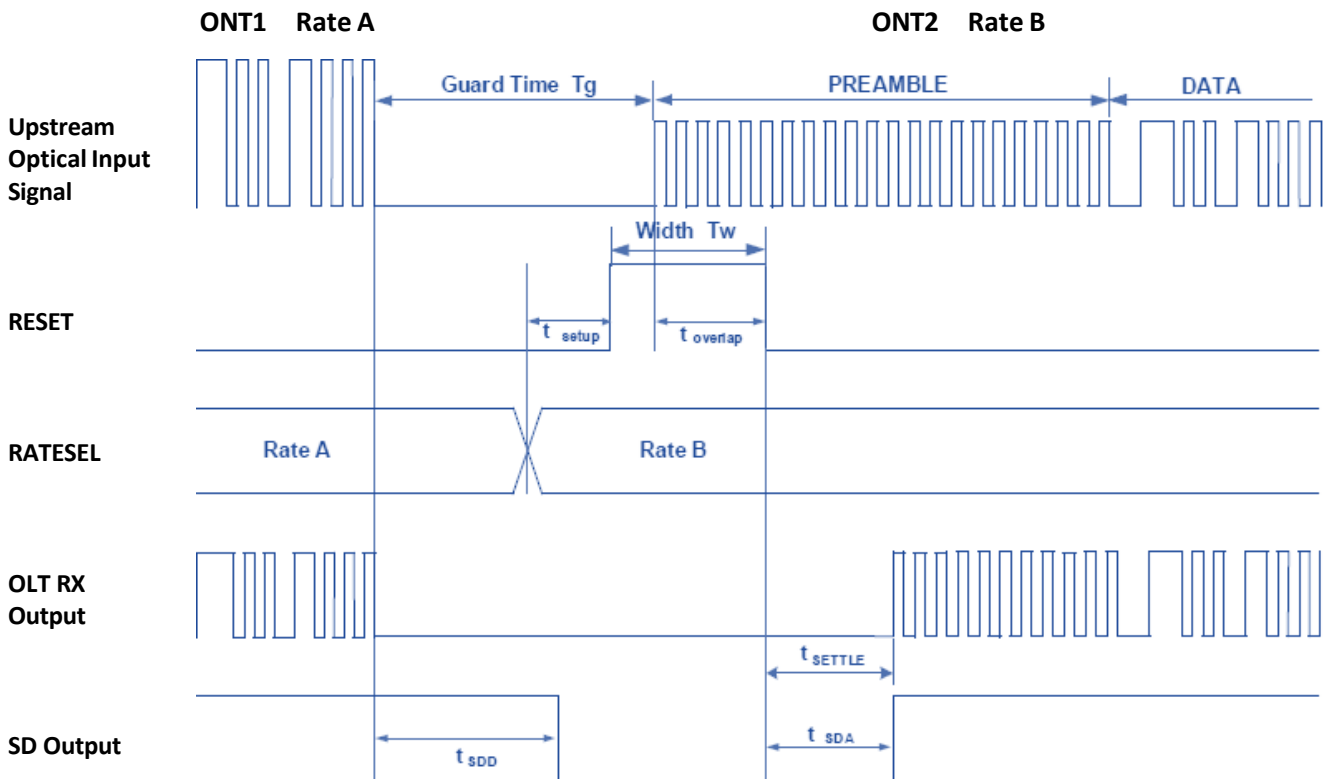 ONT1 Rate A
ONT2 Rate B
Guard Time Tg
PREAMBLE
DATA
Upstream
Optical Input
Signal
Width Tw
RESET
t setup
t overlap
RATESEL
Rate A
Rate B
OLT RX
Output
t SETTLE
SD Output
t SDD
t SDA